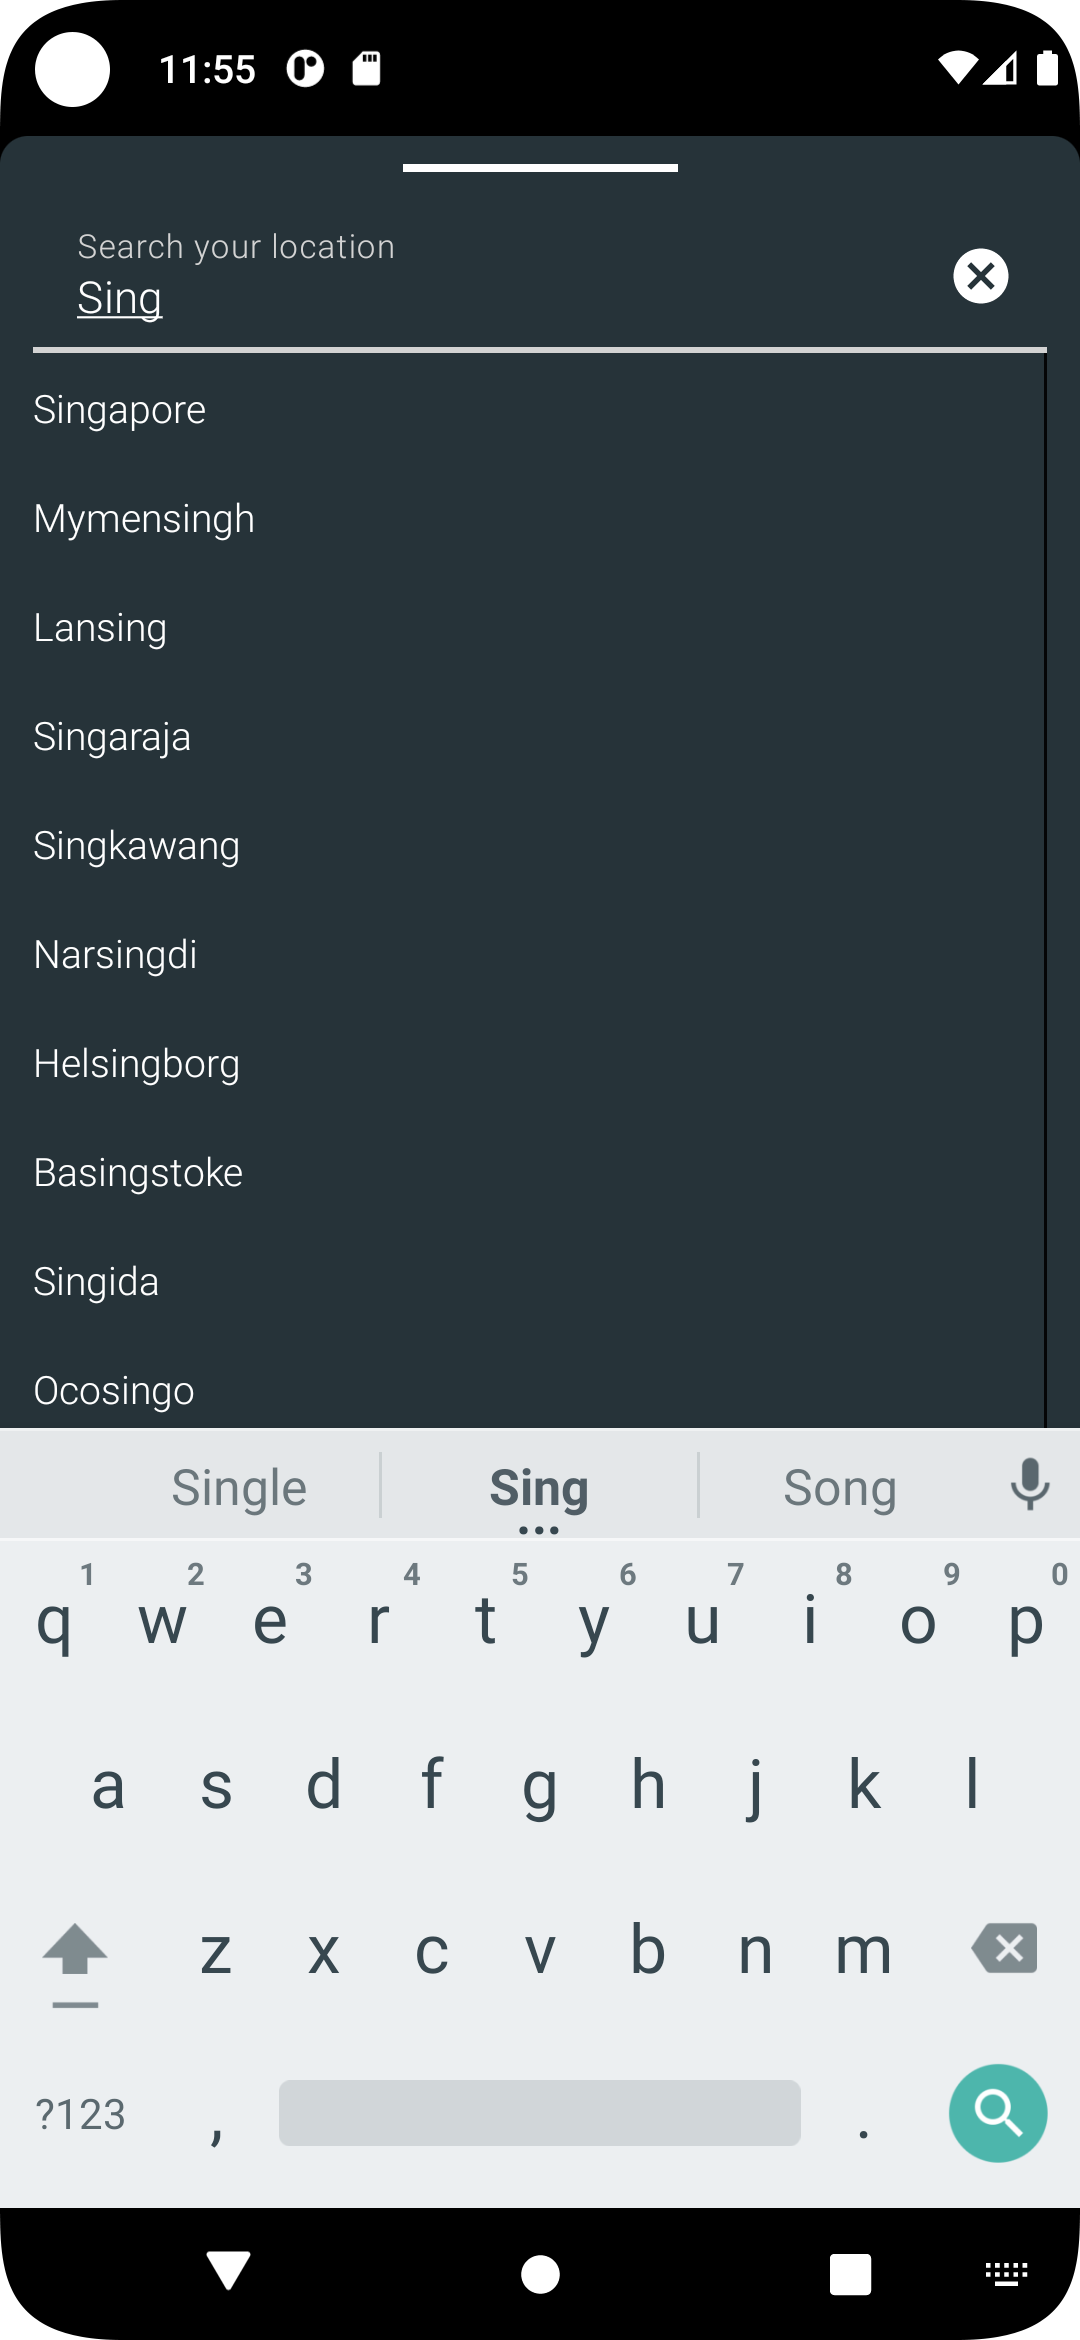 11:55
Search your location
Sing
Singapore
Mymensingh
Lansing
Singaraja
Singkawang
Narsingdi
Helsingborg
Basingstoke
Singida
Ocosingo
Single Sing Song
1 2 3 4 5 6 7 8 9 0
q w e r t y u i o p
a s d f g h j k l
z x c v b n m
?123 , .